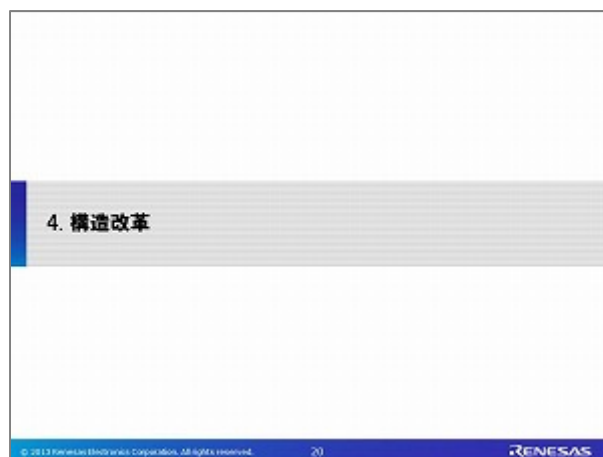 4. 構造改革
© 2013 Renesas Electronics Corporation. All rights reserved.
20
RENESAS